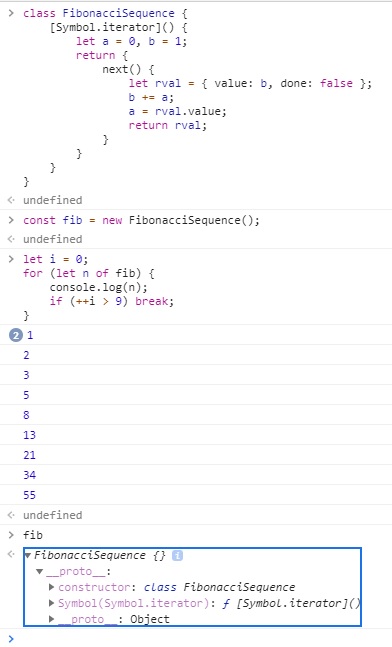 > class FibonacciSequence {
[Symbol.iterator]() {
let a = 0, b = 1;
return {
next() {
let rval = { value: b, done: false };
b += a;
a = rval.value;
return rval;
}
}
}
}
undefined
> const fib = new FibonacciSequence();
undefined
> let i = 0;
for (let n of fib) {
console.log(n);
if (++i > 9) break;
}
2 1
2
3
5
8
13
21
34
55
undefined
> fib
FibonacciSequence {} i
__proto__:
constructor: class FibonacciSequence
Symbol(Symbol.iterator): ƒ [Symbol.iterator]()
__proto__: Object
>